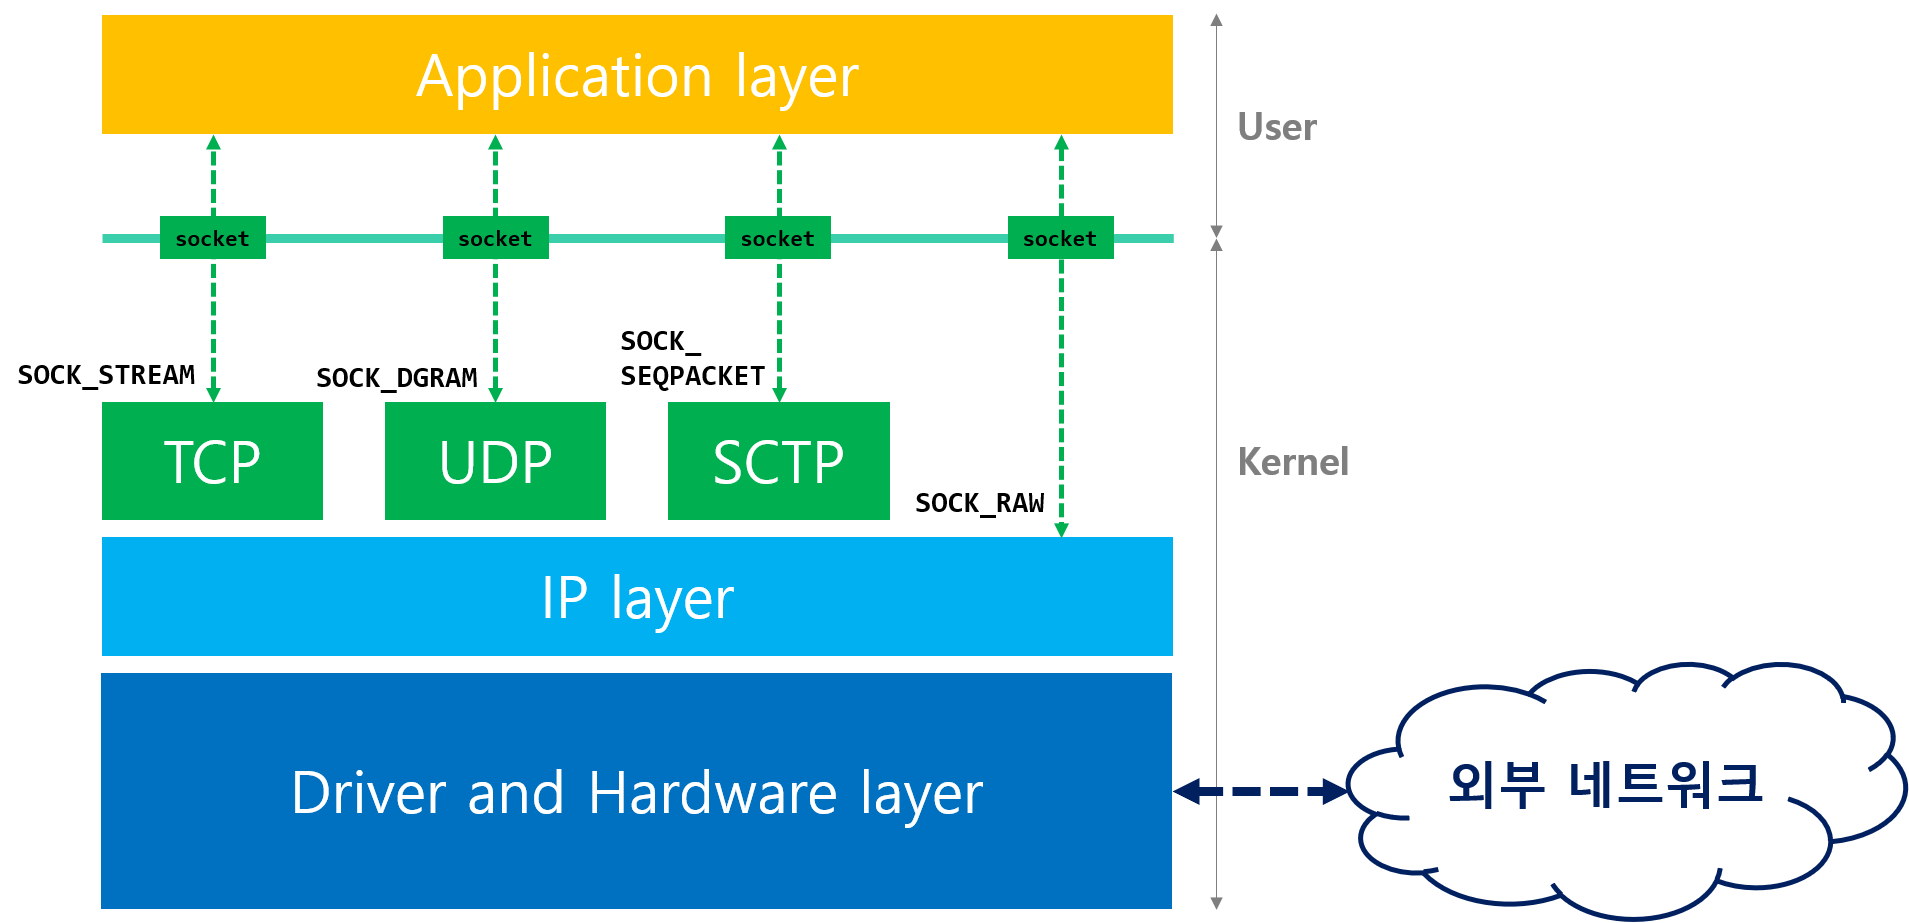 Application layer
User
socket
socket
socket
socket
SOCK_STREAM
SOCK_DGRAM
SOCK_
SEQPACKET
TCP
UDP
SCTP
SOCK_RAW
Kernel
IP layer
Driver and Hardware layer
외부 네트워크